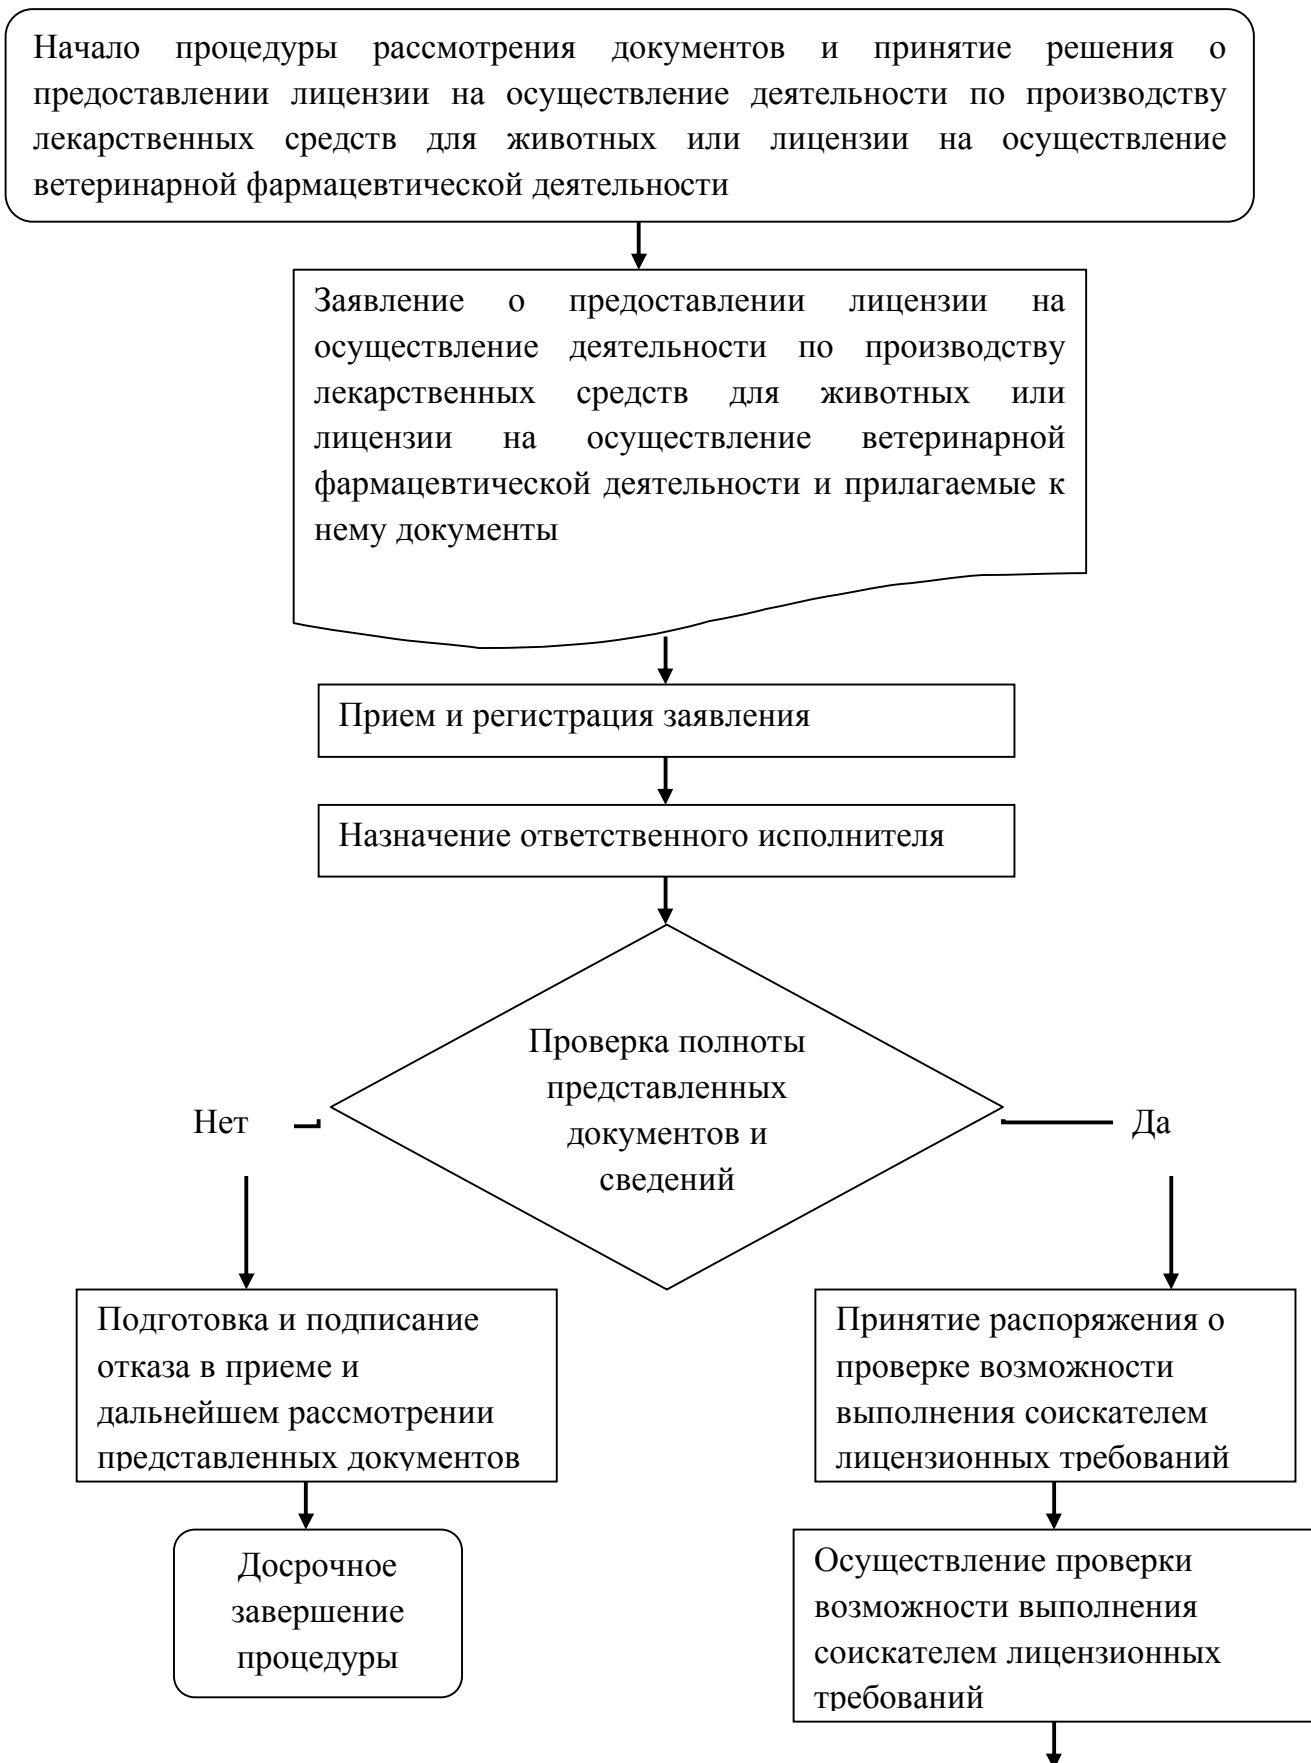 Начало процедуры рассмотрения документов и принятие решения о
предоставлении лицензии на осуществление деятельности по производству
лекарственных средств для животных или лицензии на осуществление
ветеринарной фармацевтической деятельности
Заявление о предоставлении лицензии на
осуществление деятельности по производству
лекарственных средств для животных или
лицензии на осуществление ветеринарной
фармацевтической деятельности и прилагаемые к
нему документы
Прием и регистрация заявления
Назначение ответственного исполнителя
Проверка полноты
представленных
документов и
сведений
Нет
Да
Подготовка и подписание
отказа в приеме и
дальнейшем рассмотрении
представленных документов
Принятие распоряжения о
проверке возможности
выполнения соискателем
лицензионных требований
Досрочное
завершение
процедуры
Осуществление проверки
возможности выполнения
соискателем лицензионных
требований